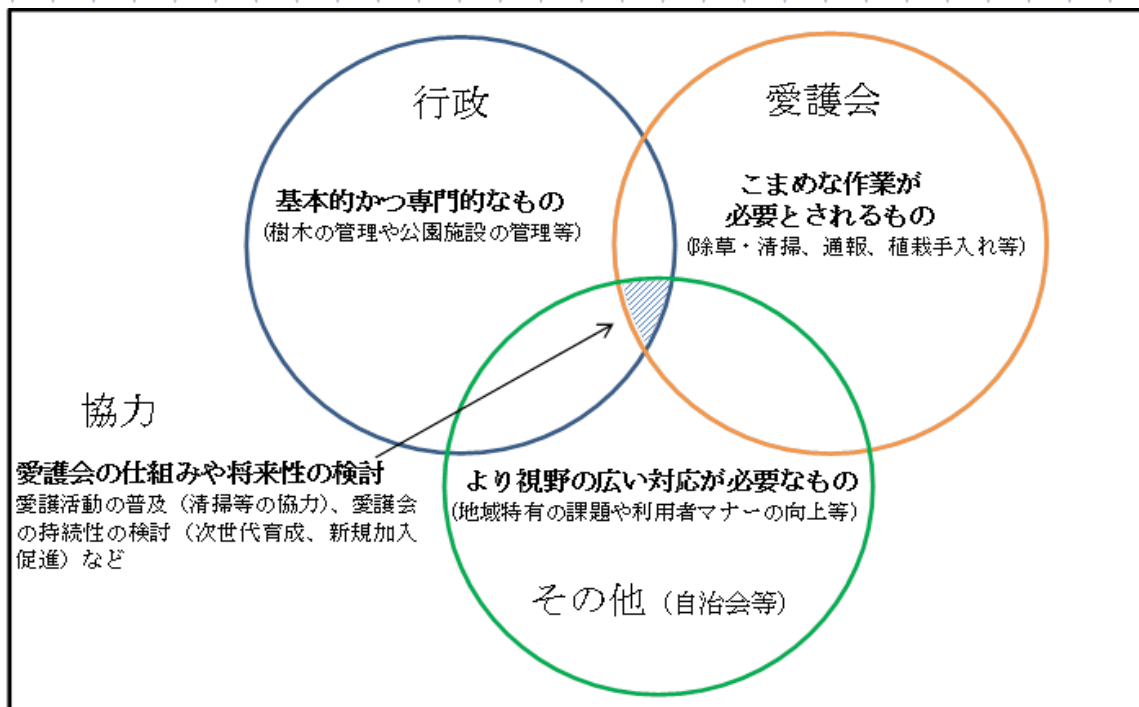 行政
基本的かつ専門的なもの
(樹木の管理や公園施設の管理等)
愛護会
こまめな作業が
必要とされるもの
(除草・清掃、通報、植栽手入れ等)
協力
愛護会の仕組みや将来性の検討
愛護活動の普及（清掃等の協力）、愛護会
の持続性の検討（次世代育成、新規加入
促進）など
より視野の広い対応が必要なもの
(地域特有の課題や利用者マナーの向上等)
その他（自治会等）